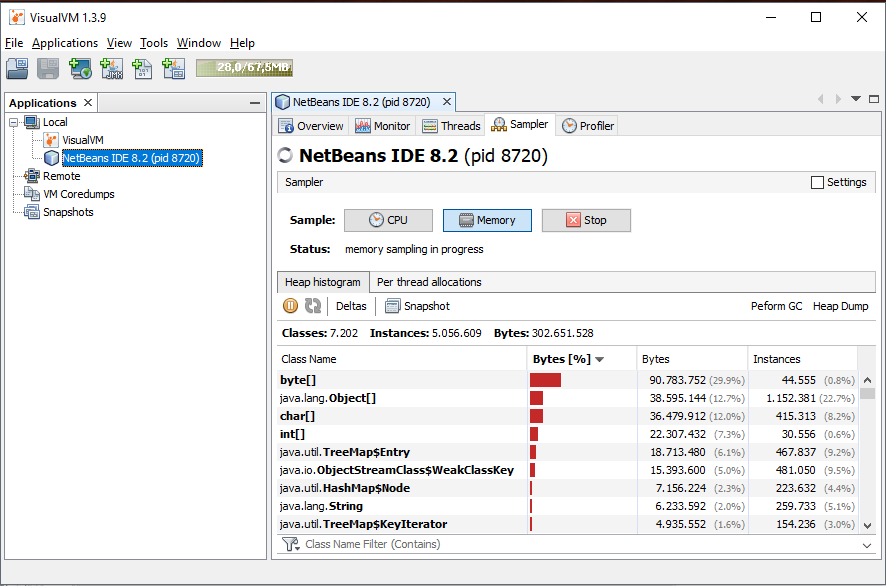 VisualVM 1.3.9
File Applications View Tools Window Help
28,0/67,5MB
Applications
Local
VisualVM
NetBeans IDE 8.2 (pid 8720)
Remote
VM Coredumps
Snapshots
NetBeans IDE 8.2 (pid 8720)
Overview Monitor Threads Sampler Profiler
NetBeans IDE 8.2 (pid 8720)
Sampler Settings
Sample: CPU Memory Stop
Status: memory sampling in progress
Heap histogram Per thread allocations
Deltas Snapshot Peform GC Heap Dump
Classes: 7.202 Instances: 5.056.609 Bytes: 302.651.528
Class Name Bytes [%] Bytes Instances
byte[] 90.783.752 (29.9%) 44.555 (0.8%)
java.lang.Object[] 38.595.144 (12.7%) 1.152.381 (22.7%)
char[] 36.479.912 (12.0%) 415.313 (8.2%)
int[] 22.307.432 (7.3%) 30.556 (0.6%)
java.util.TreeMap$Entry 18.713.480 (6.1%) 467.837 (9.2%)
java.io.ObjectStreamClass$WeakClassKey 15.393.600 (5.0%) 481.050 (9.5%)
java.util.HashMap$Node 7.156.224 (2.3%) 223.632 (4.4%)
java.lang.String 6.233.592 (2.0%) 259.733 (5.1%)
java.util.TreeMap$KeyIterator 4.935.552 (1.6%) 154.236 (3.0%)
Class Name Filter (Contains)